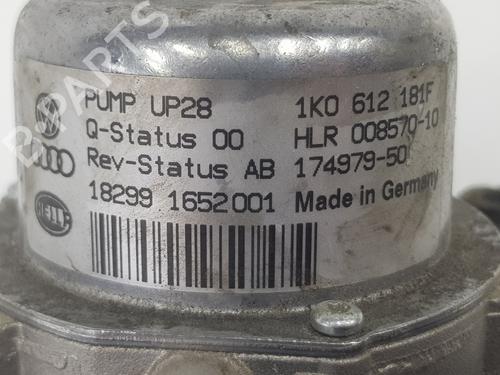 PUMP UP28 1K0 612 181F
Q-Status 00 HLR 008570-10
Rev-Status AB 174979-50
18299 1652001 Made in Germany
HELLA
B-PARTS